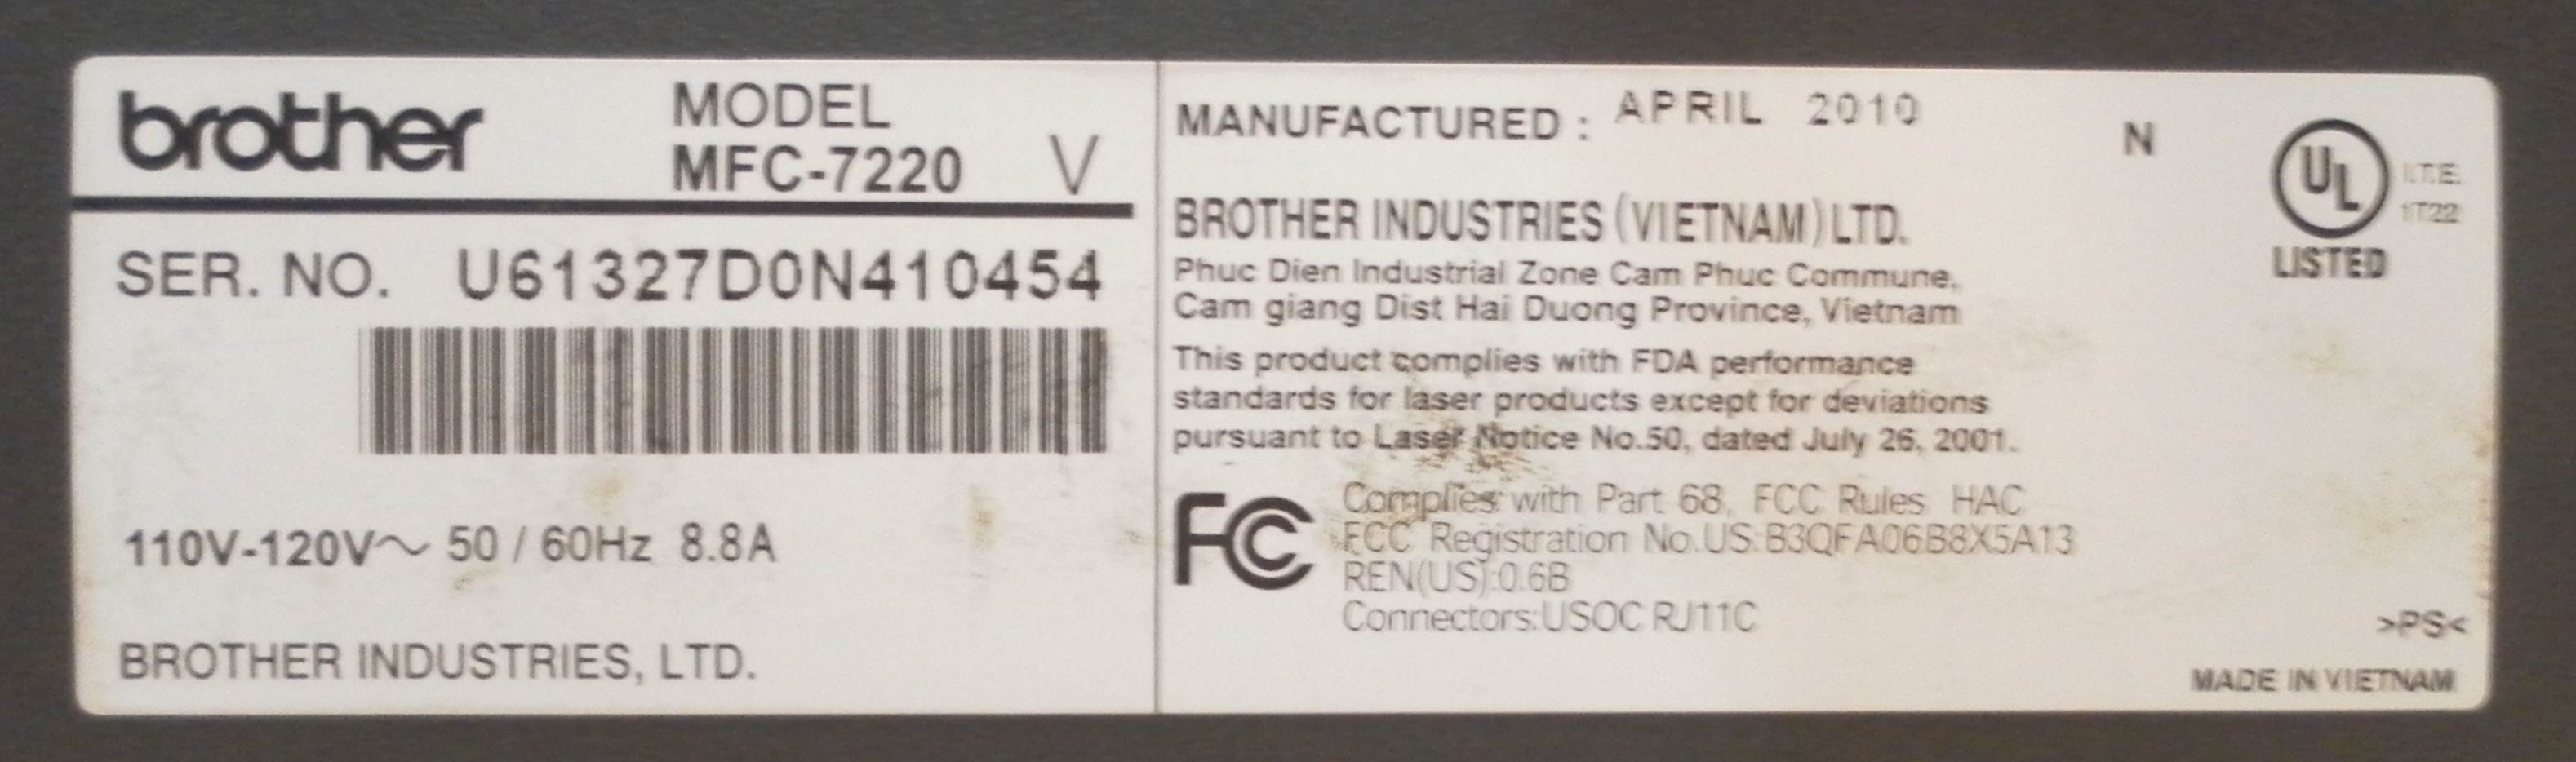 brother
MODEL
MFC-7220 V
SER. NO. U61327D0N410454
110V-120V～ 50 / 60Hz 8.8A
BROTHER INDUSTRIES, LTD.
MANUFACTURED : APRIL 2010
N
BROTHER INDUSTRIES (VIETNAM) LTD.
Phuc Dien Industrial Zone Cam Phuc Commune,
Cam giang Dist Hai Duong Province, Vietnam
This product complies with FDA performance
standards for laser products except for deviations
pursuant to Laser Notice No.50, dated July 26, 2001.
FC
Complies with Part 68, FCC Rules HAC
FCC Registration No.US:B3QFA06B8X5A13
REN(US):0.6B
Connectors:USOC RJ11C
UL
I.T.E.
1T22
LISTED
>PS<
MADE IN VIETNAM